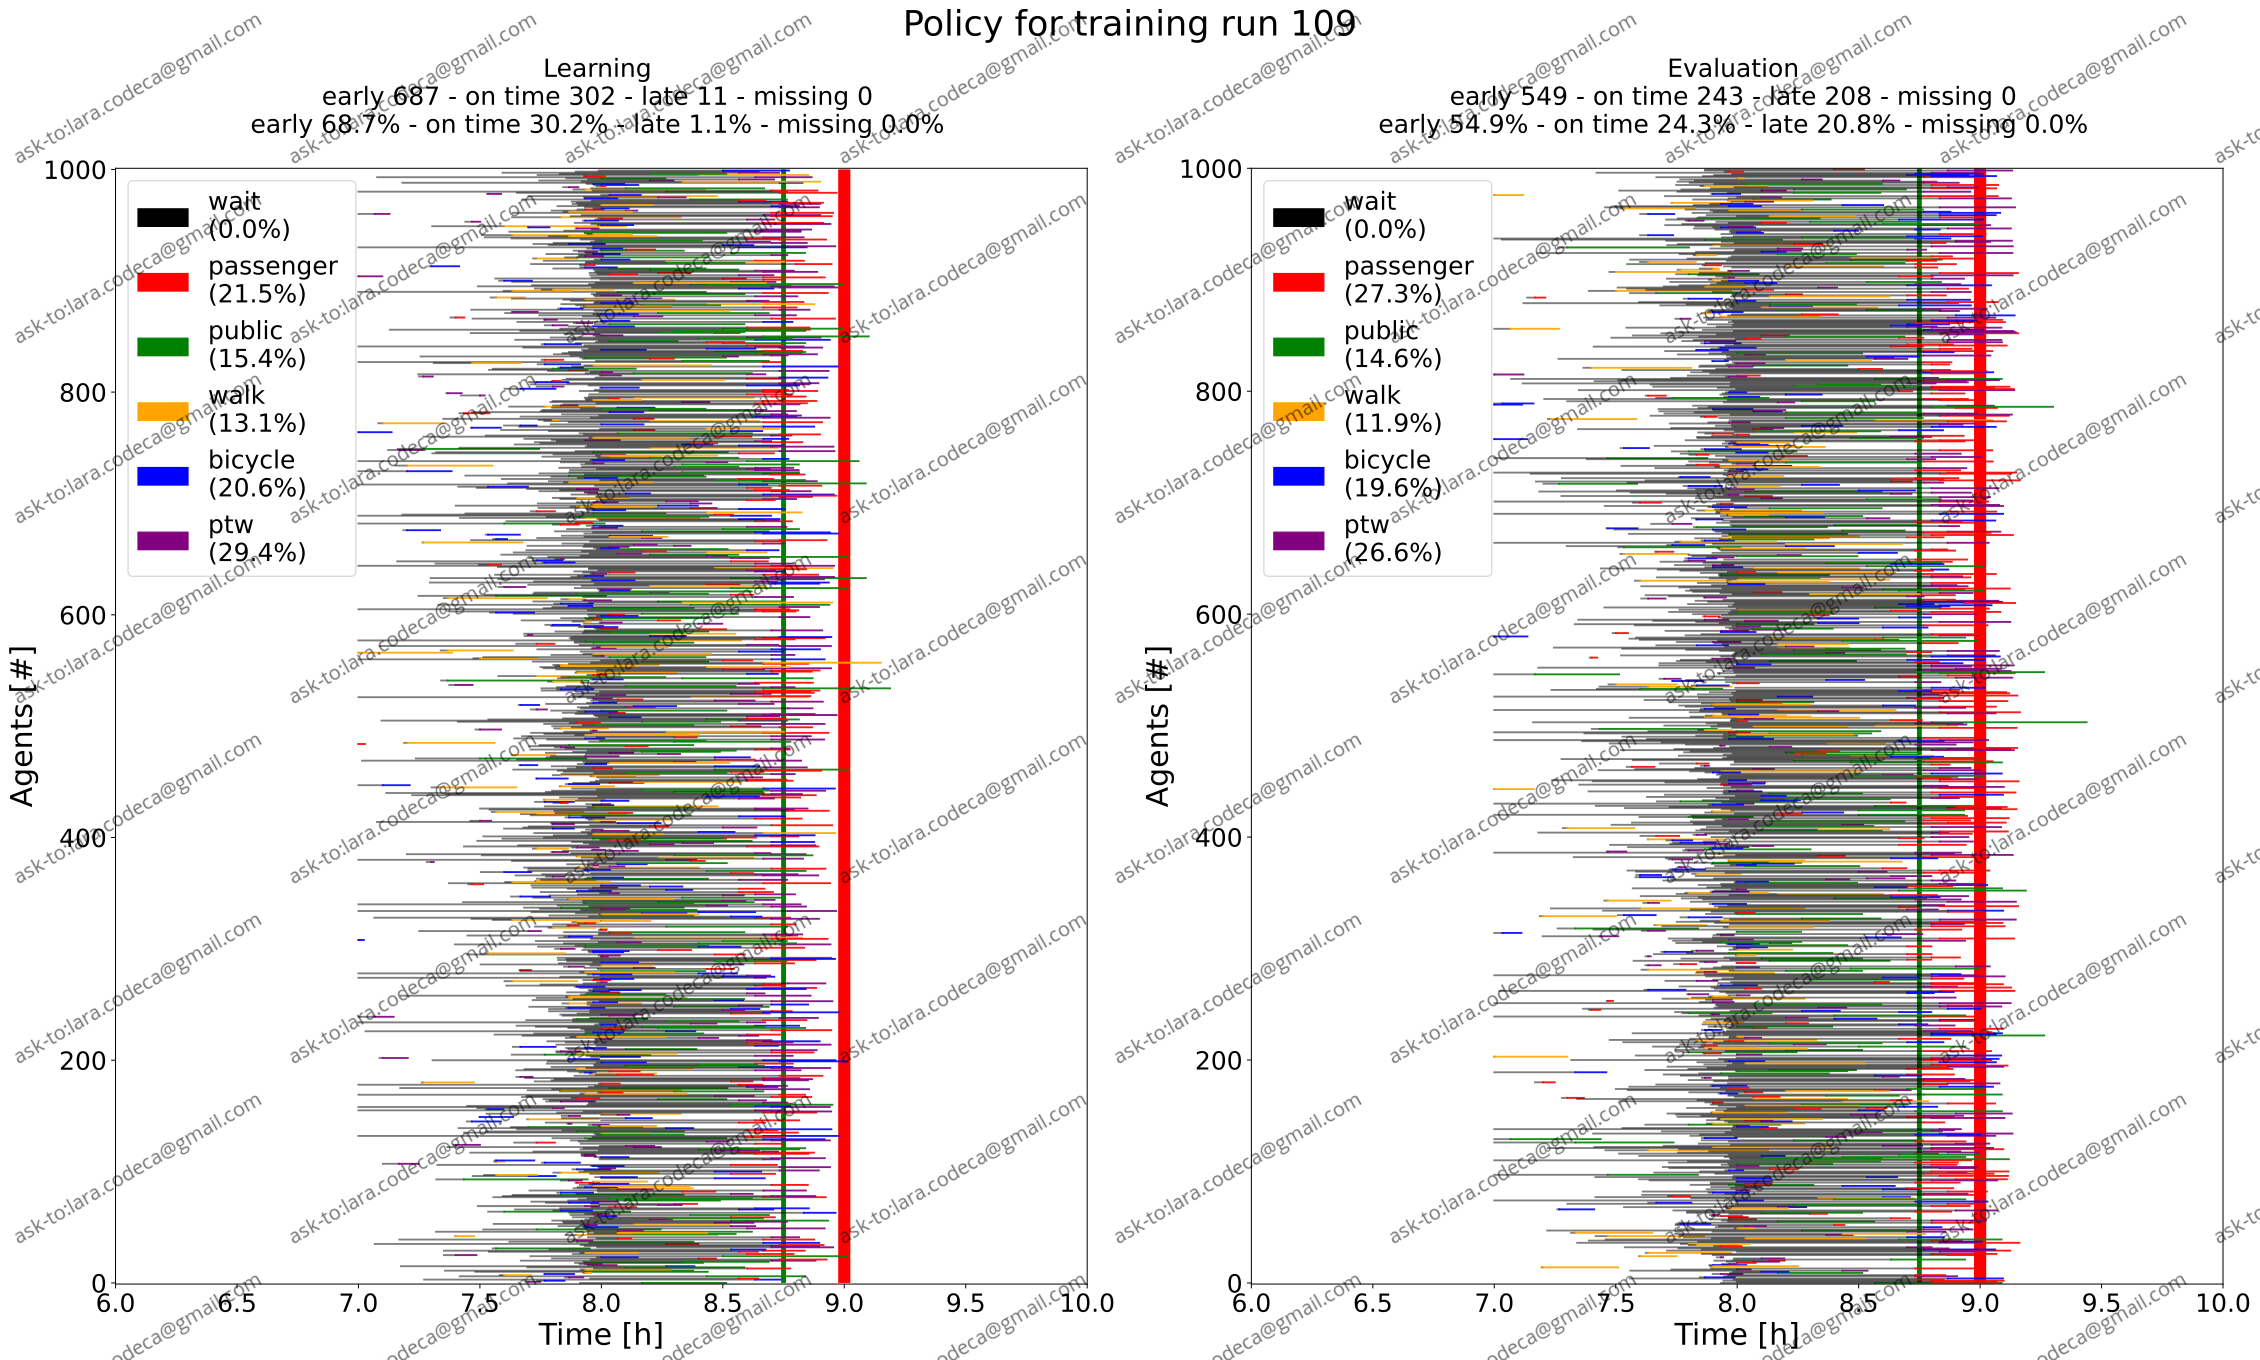 Policy for training run 109
Learning
early 687 - on time 302 - late 11 - missing 0
early 68.7% - on time 30.2% - late 1.1% - missing 0.0%
1000
800
600
400
200
0
Agents [#]
wait
(0.0%)
passenger
(21.5%)
public
(15.4%)
walk
(13.1%)
bicycle
(20.6%)
ptw
(29.4%)
6.0 6.5 7.0 7.5 8.0 8.5 9.0 9.5 10.0
Time [h]
Evaluation
early 549 - on time 243 - late 208 - missing 0
early 54.9% - on time 24.3% - late 20.8% - missing 0.0%
1000
800
600
400
200
0
Agents [#]
wait
(0.0%)
passenger
(27.3%)
public
(14.6%)
walk
(11.9%)
bicycle
(19.6%)
ptw
(26.6%)
6.0 6.5 7.0 7.5 8.0 8.5 9.0 9.5 10.0
Time [h]
ask-to:lara.codeca@gmail.com